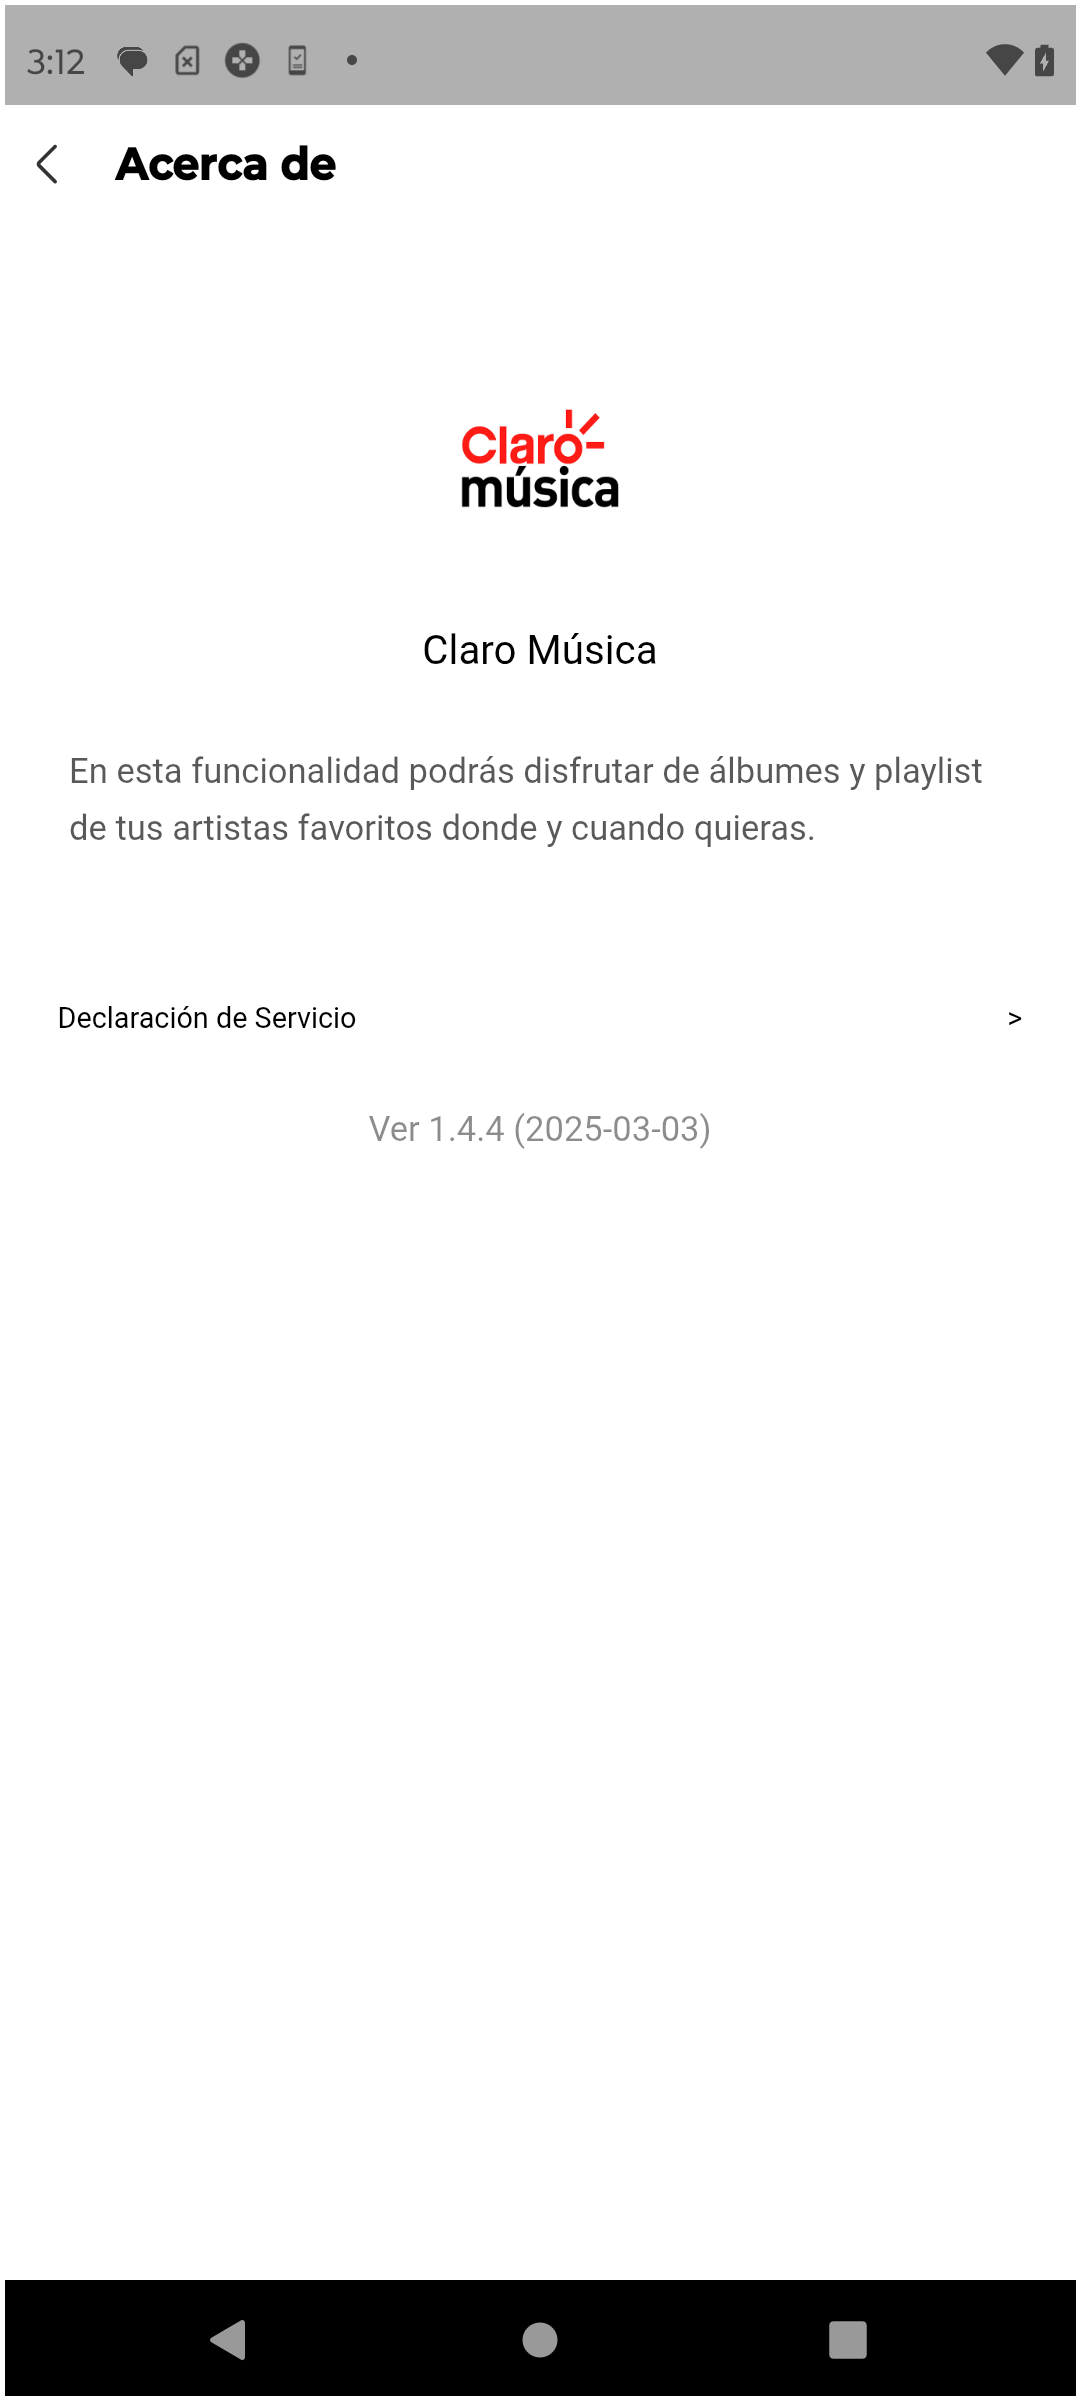 3:12
Acerca de
Claro
música
Claro Música
En esta funcionalidad podrás disfrutar de álbumes y playlist
de tus artistas favoritos donde y cuando quieras.
Declaración de Servicio >
Ver 1.4.4 (2025-03-03)